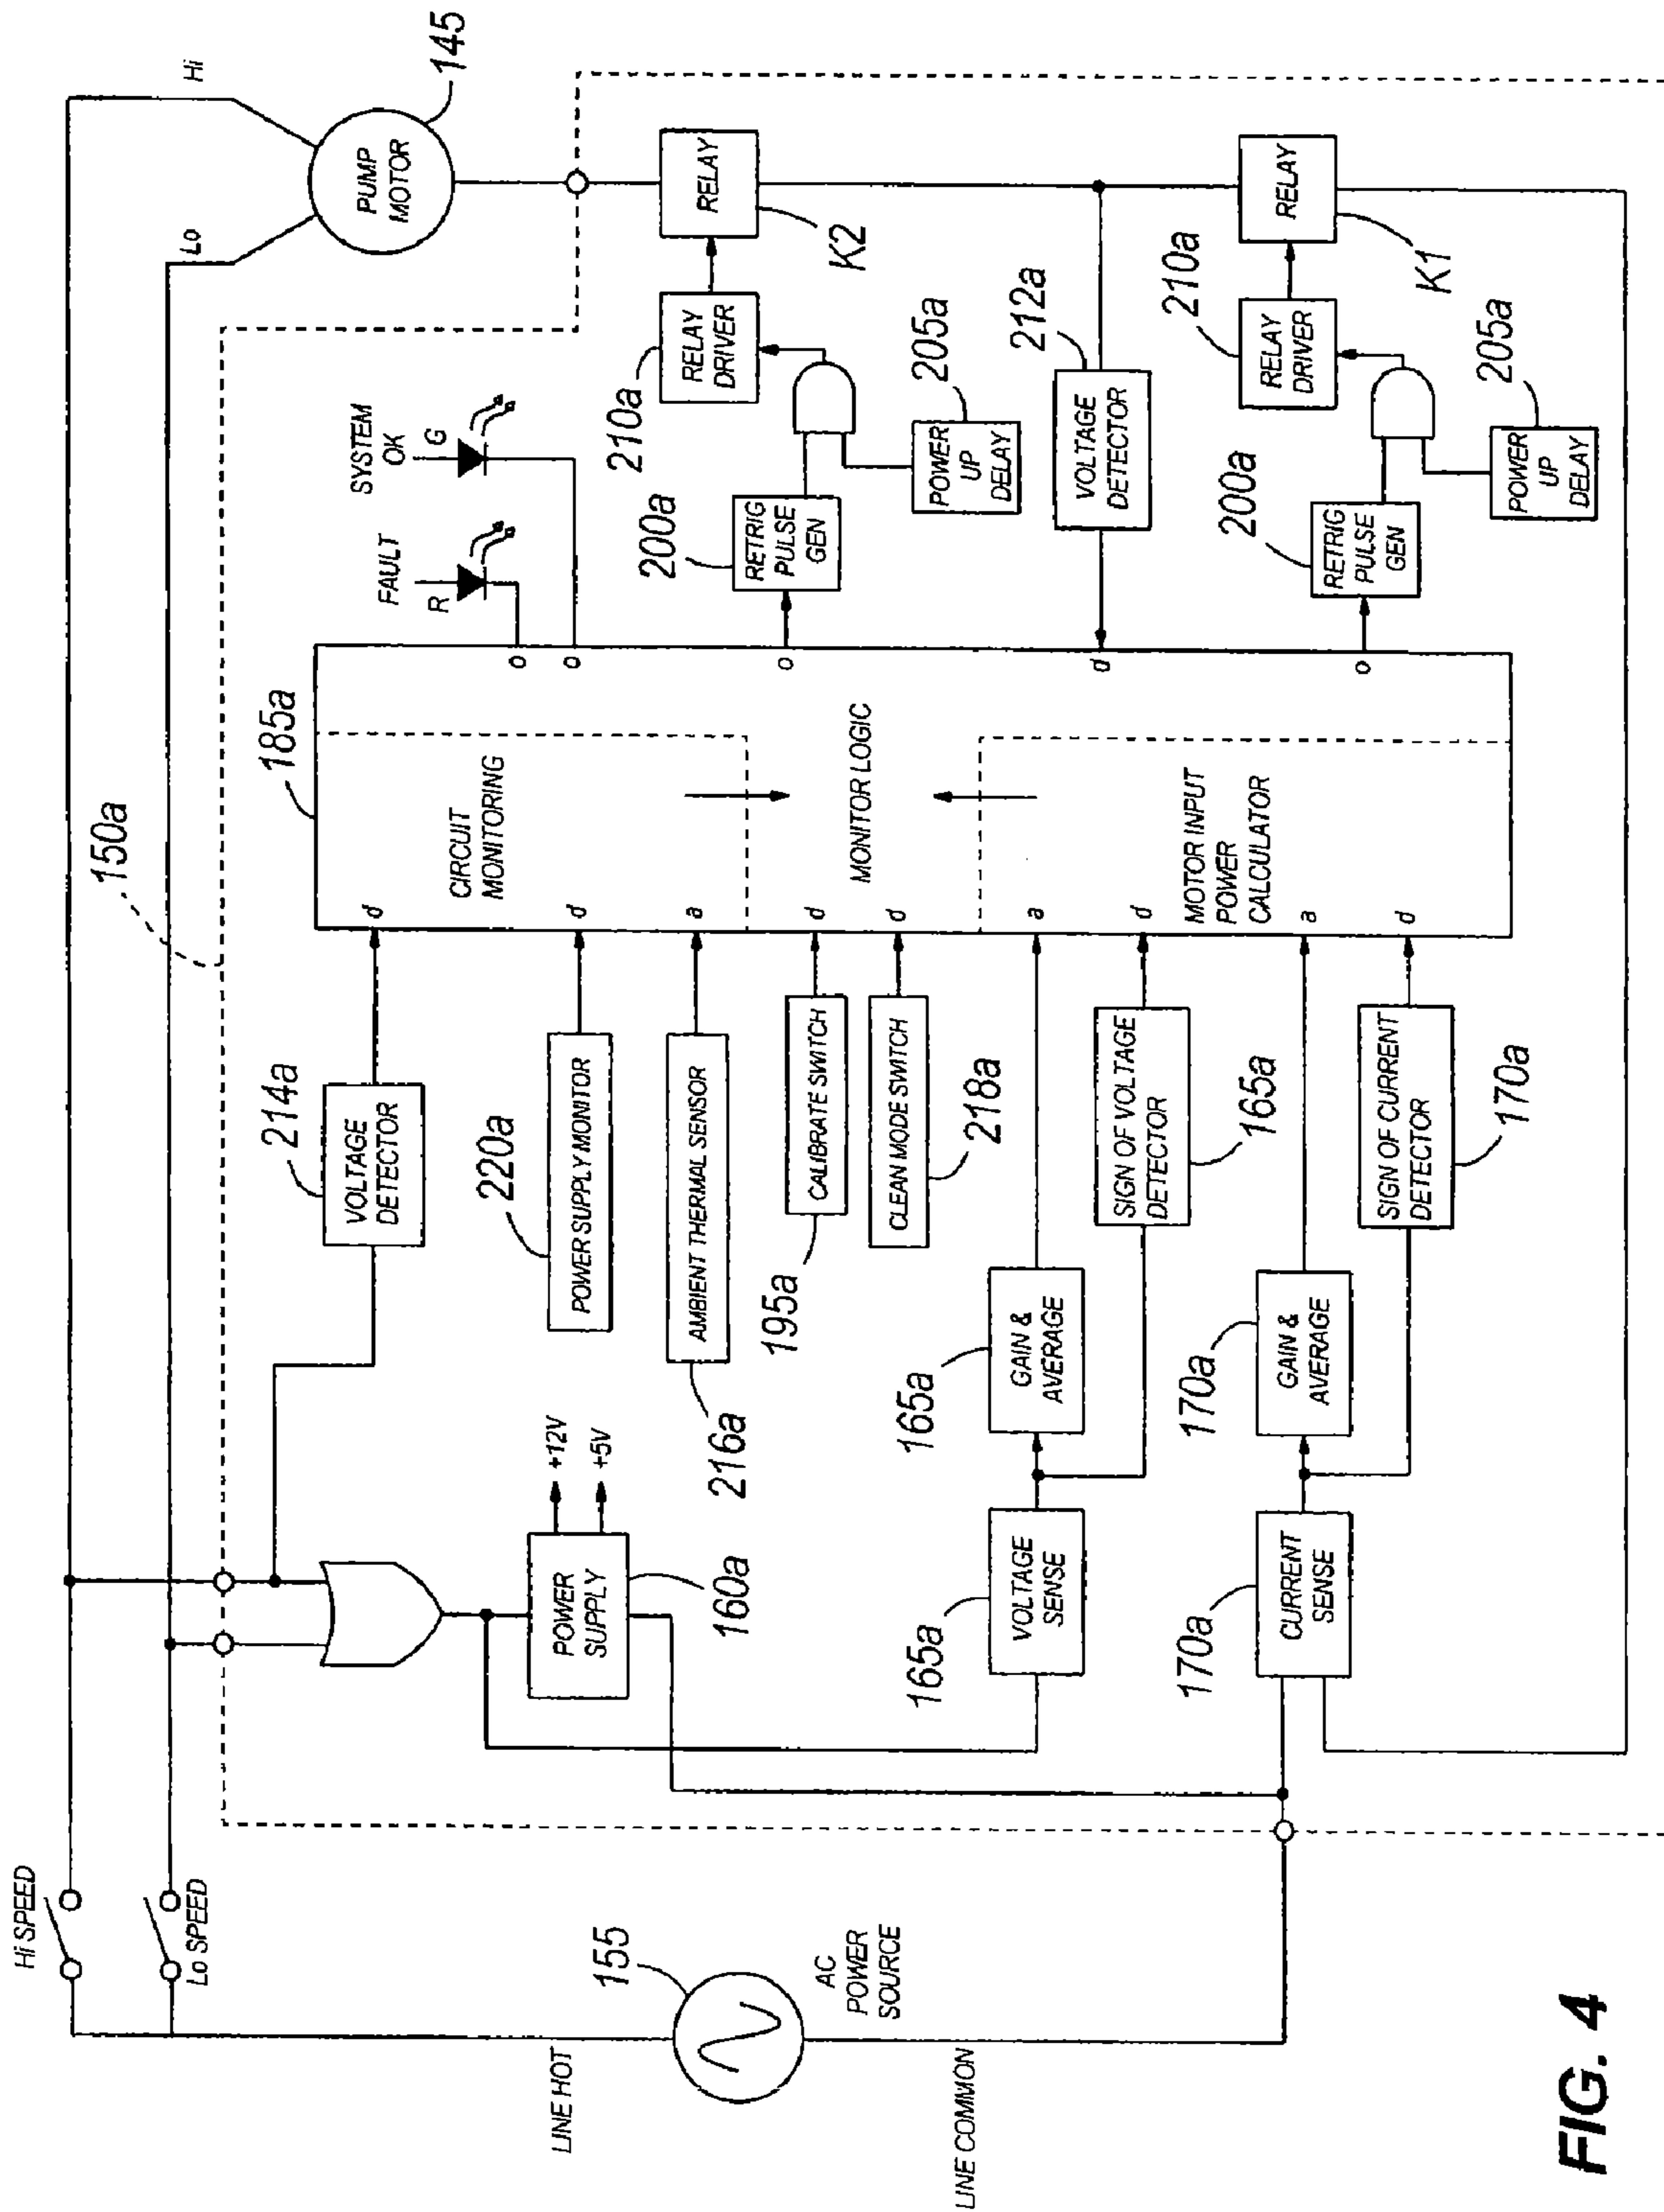 Hi SPEED
Lo SPEED
LINE HOT
155
AC
POWER
SOURCE
LINE COMMON
150a
Hi
Lo
PUMP
MOTOR
145
214a
VOLTAGE
DETECTOR
POWER
SUPPLY
160a
+12V
+5V
220a
POWER SUPPLY MONITOR
AMBIENT THERMAL SENSOR
216a
CALIBRATE SWITCH
195a
CLEAN MODE SWITCH
218a
165a
VOLTAGE
SENSE
165a
GAIN &
AVERAGE
SIGN OF VOLTAGE
DETECTOR
165a
170a
CURRENT
SENSE
170a
GAIN &
AVERAGE
SIGN OF CURRENT
DETECTOR
170a
185a
d
CIRCUIT
MONITORING
d
a
d
MONITOR LOGIC
d
a
d
MOTOR INPUT
POWER
CALCULATOR
a
d
o
o
o
d
o
FAULT
R
SYSTEM
OK
G
200a
RETRIG
PULSE
GEN
210a
RELAY
DRIVER
205a
POWER
UP
DELAY
RELAY
K2
212a
VOLTAGE
DETECTOR
200a
RETRIG
PULSE
GEN
210a
RELAY
DRIVER
205a
POWER
UP
DELAY
RELAY
K1
FIG. 4